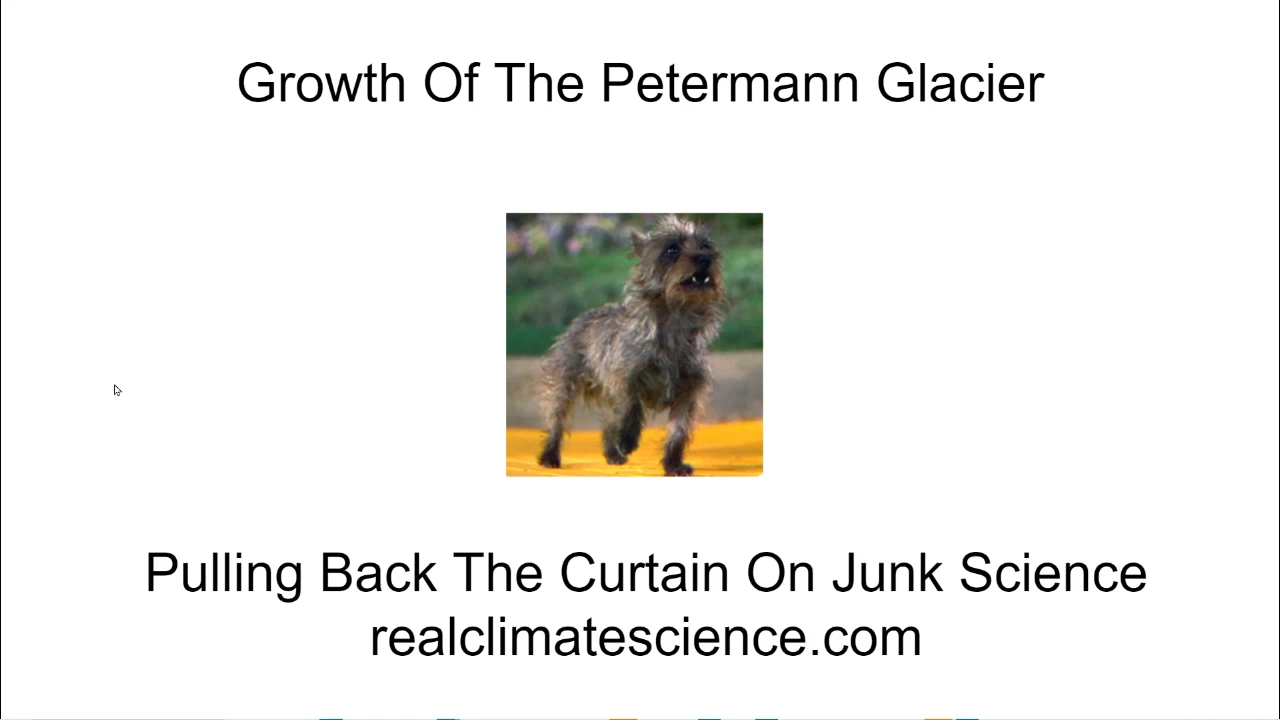 Growth Of The Petermann Glacier
Pulling Back The Curtain On Junk Science
realclimatescience.com